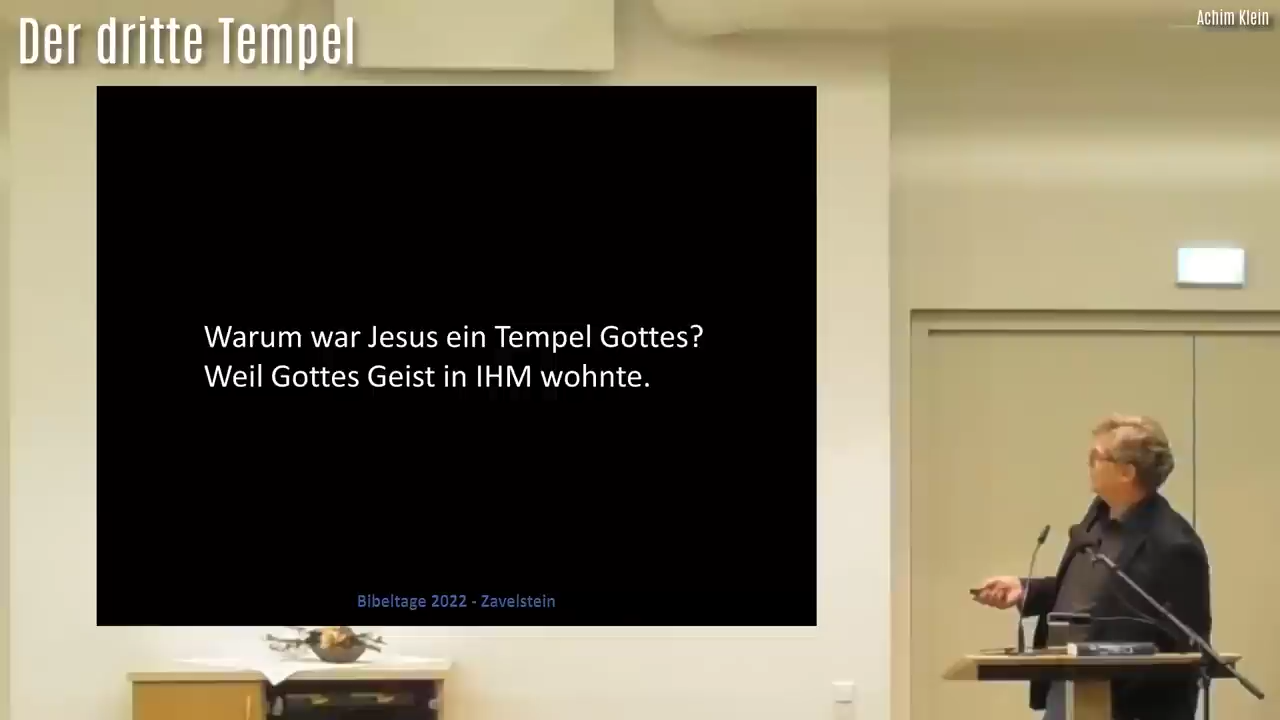 Der dritte Tempel
Achim Klein
Warum war Jesus ein Tempel Gottes?
Weil Gottes Geist in IHM wohnte.
Bibeltage 2022 - Zavelstein